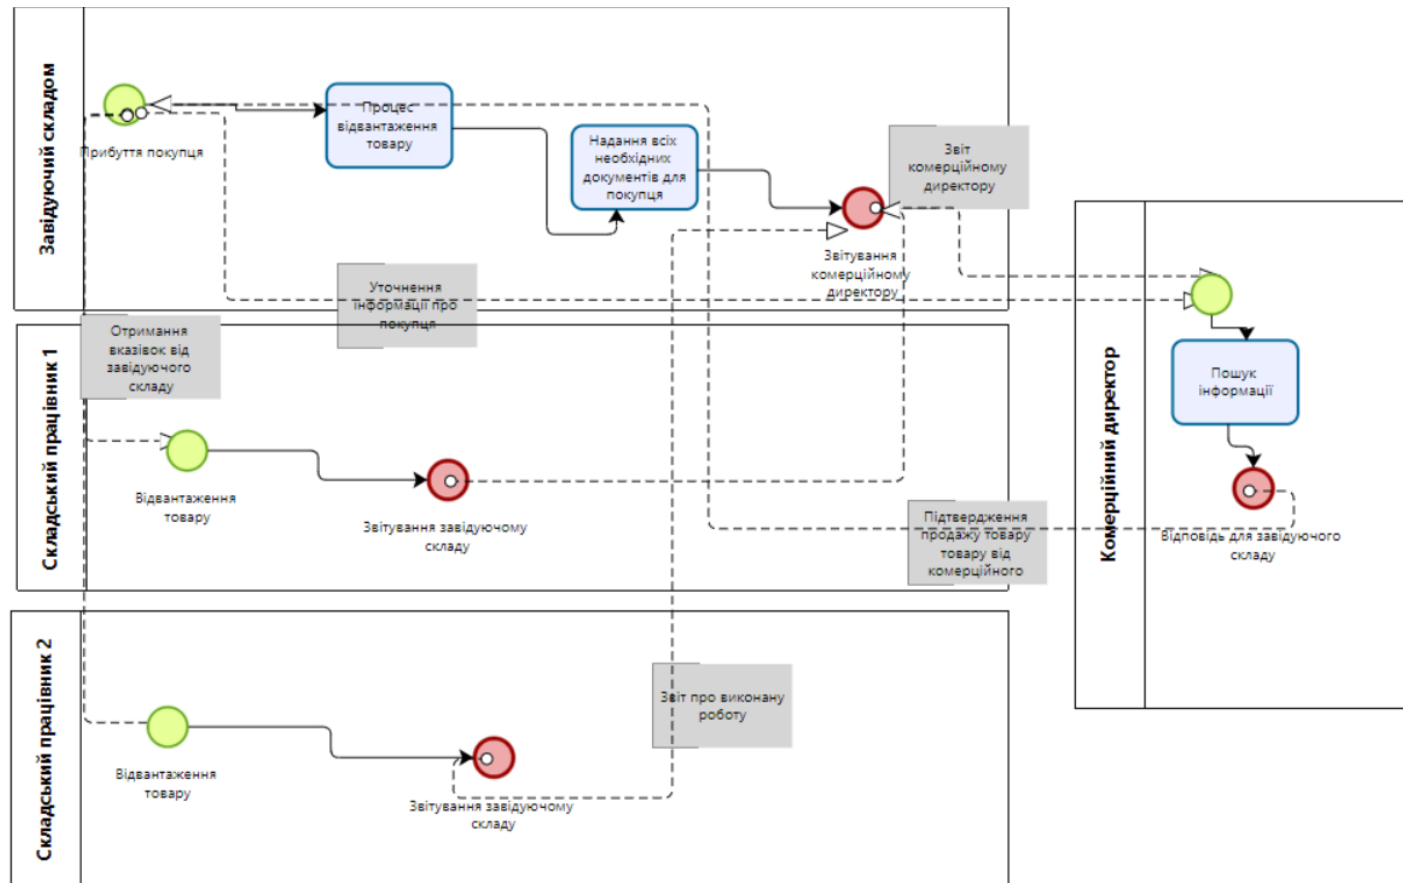 Завідуючий складом
Прибуття покупця
Процес
відвантаження
товару
Надання всіх
необхідних
документів для
покупця
Звіт
комерційному
директору
Звітування
комерційному
директору
Уточнення
інформації про
покупця
Складський працівник 1
Отримання
вказівок від
завідуючого
складу
Відвантаження
товару
Звітування завідуючому
складу
Підтвердження
продажу товару
товару від
комерційного
Комерційний директор
Пошук
інформації
Відповідь для завідуючого
складу
Складський працівник 2
Відвантаження
товару
Звітування завідуючому
складу
Звіт про виконану
роботу